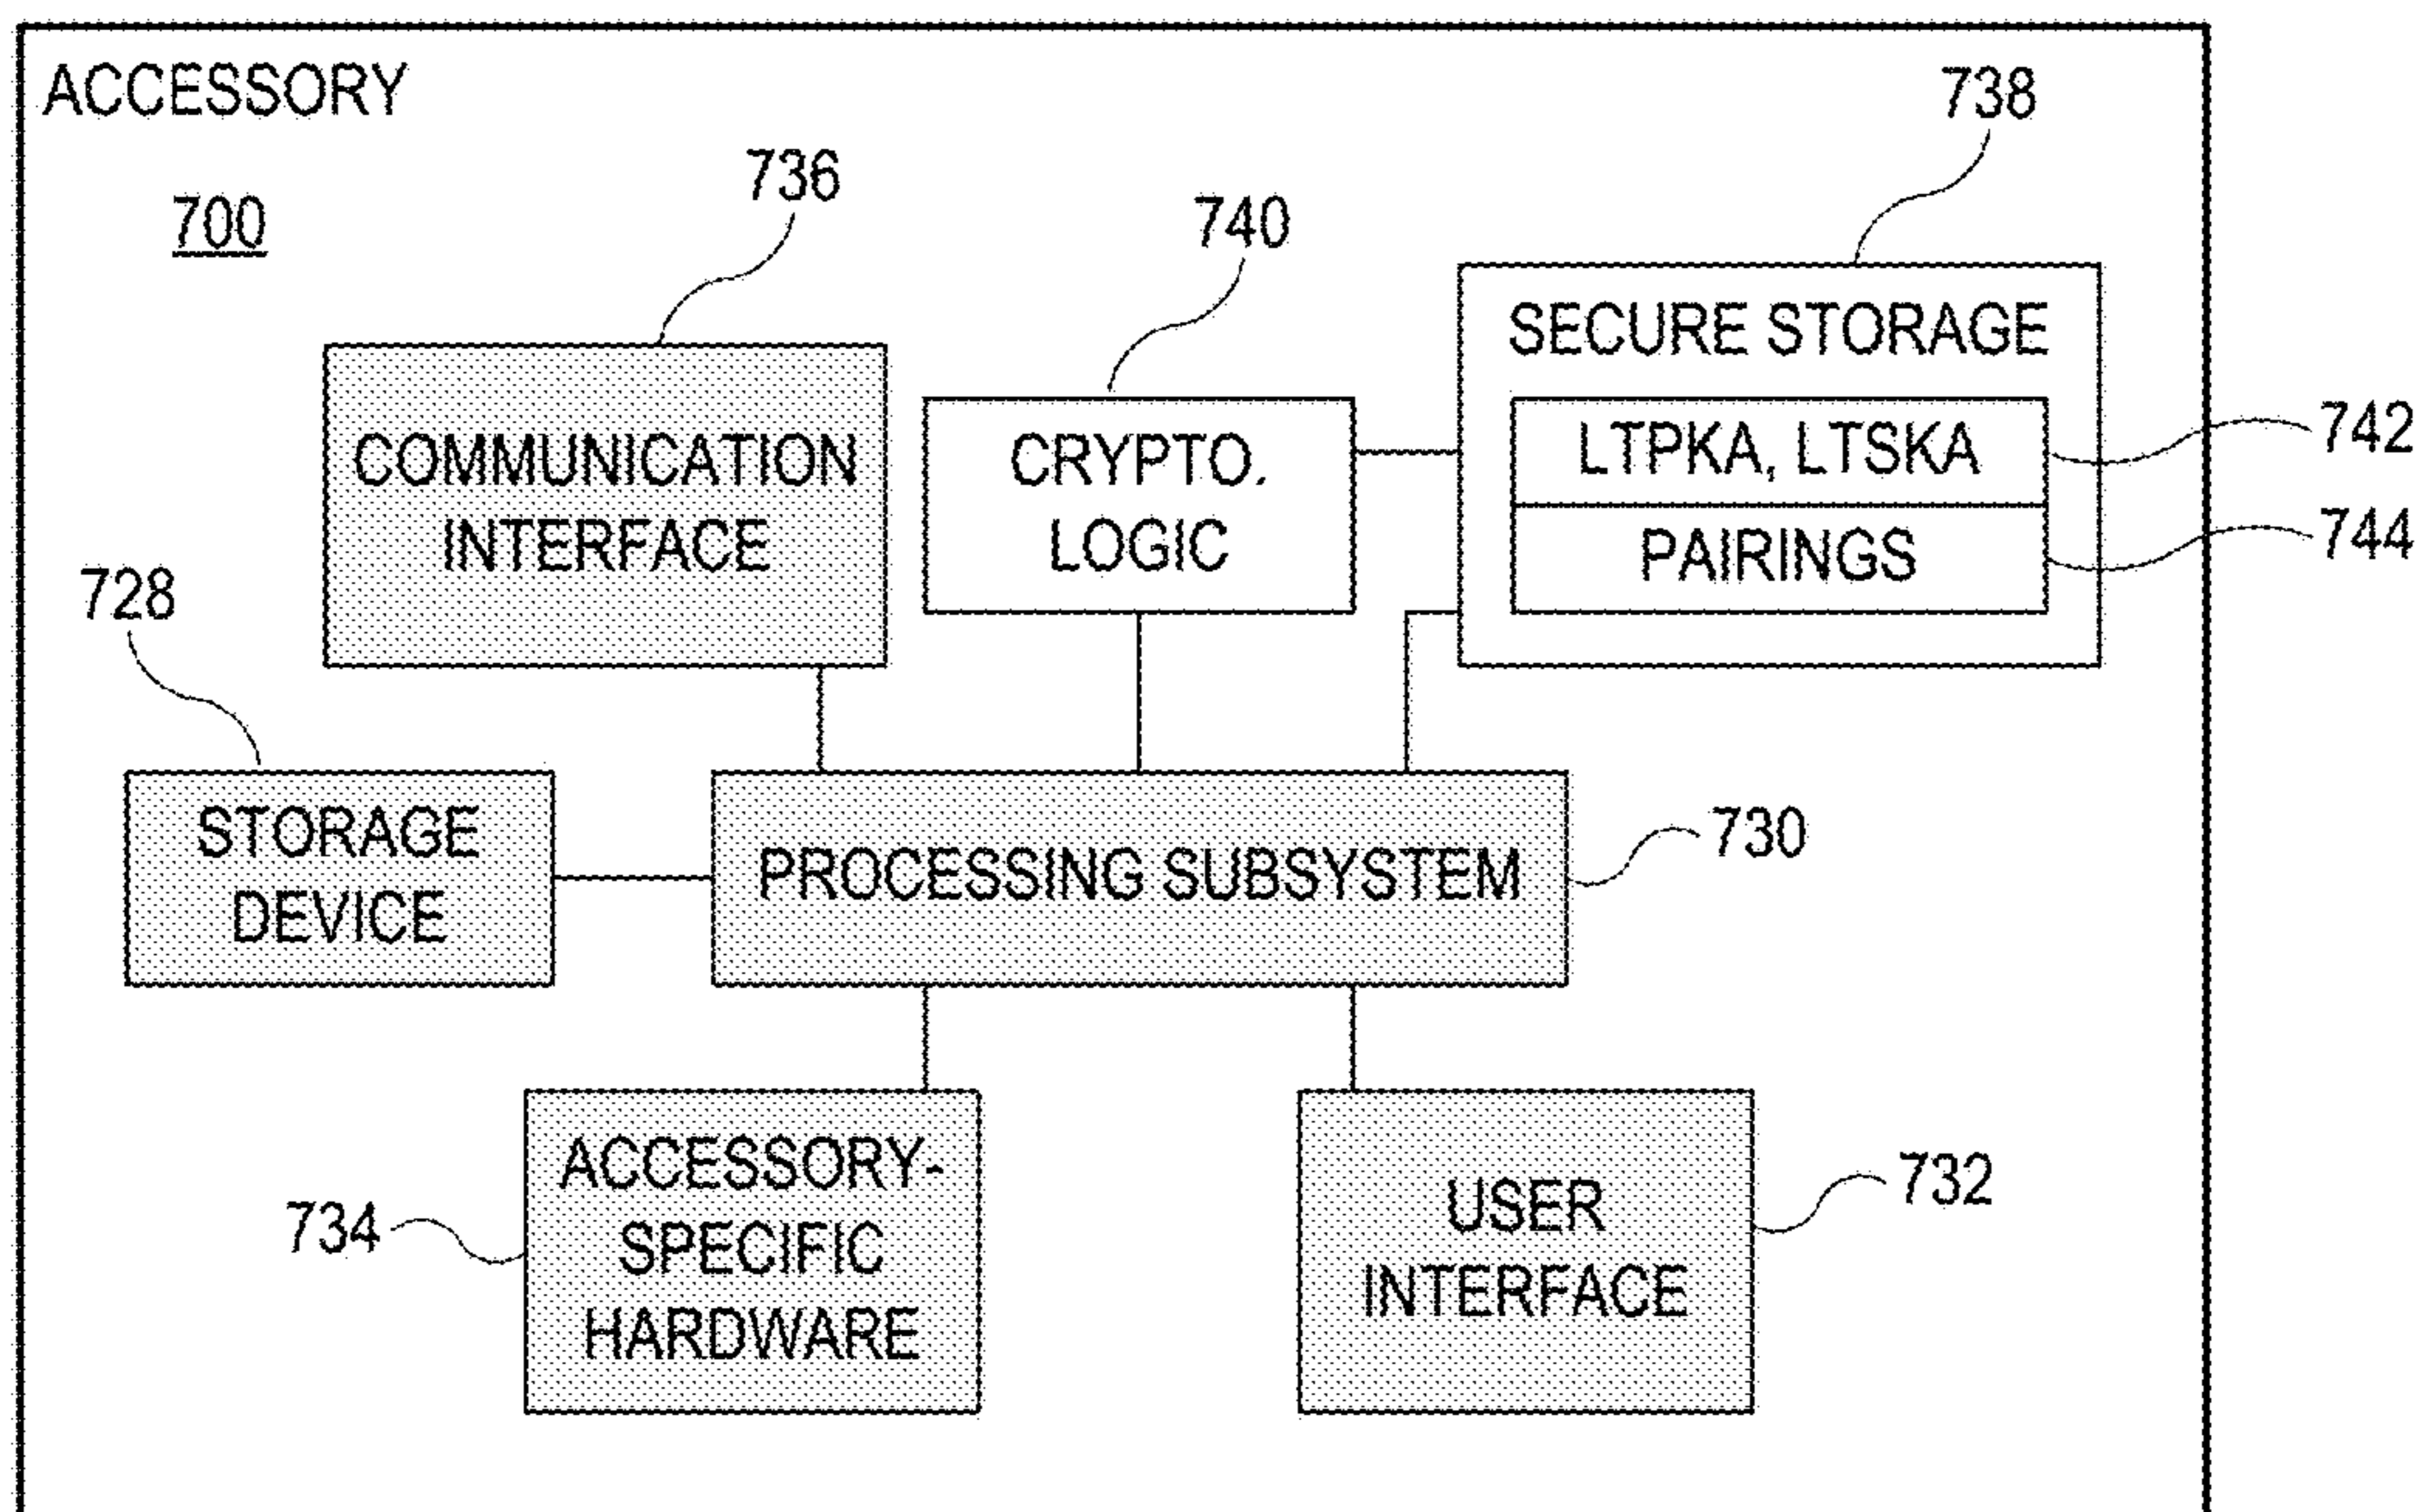 ACCESSORY
700
736
740
738
SECURE STORAGE
LTPKA, LTSKA
742
PAIRINGS
744
COMMUNICATION
INTERFACE
CRYPTO.
LOGIC
728
STORAGE
DEVICE
PROCESSING SUBSYSTEM
730
734
ACCESSORY-
SPECIFIC
HARDWARE
USER
INTERFACE
732